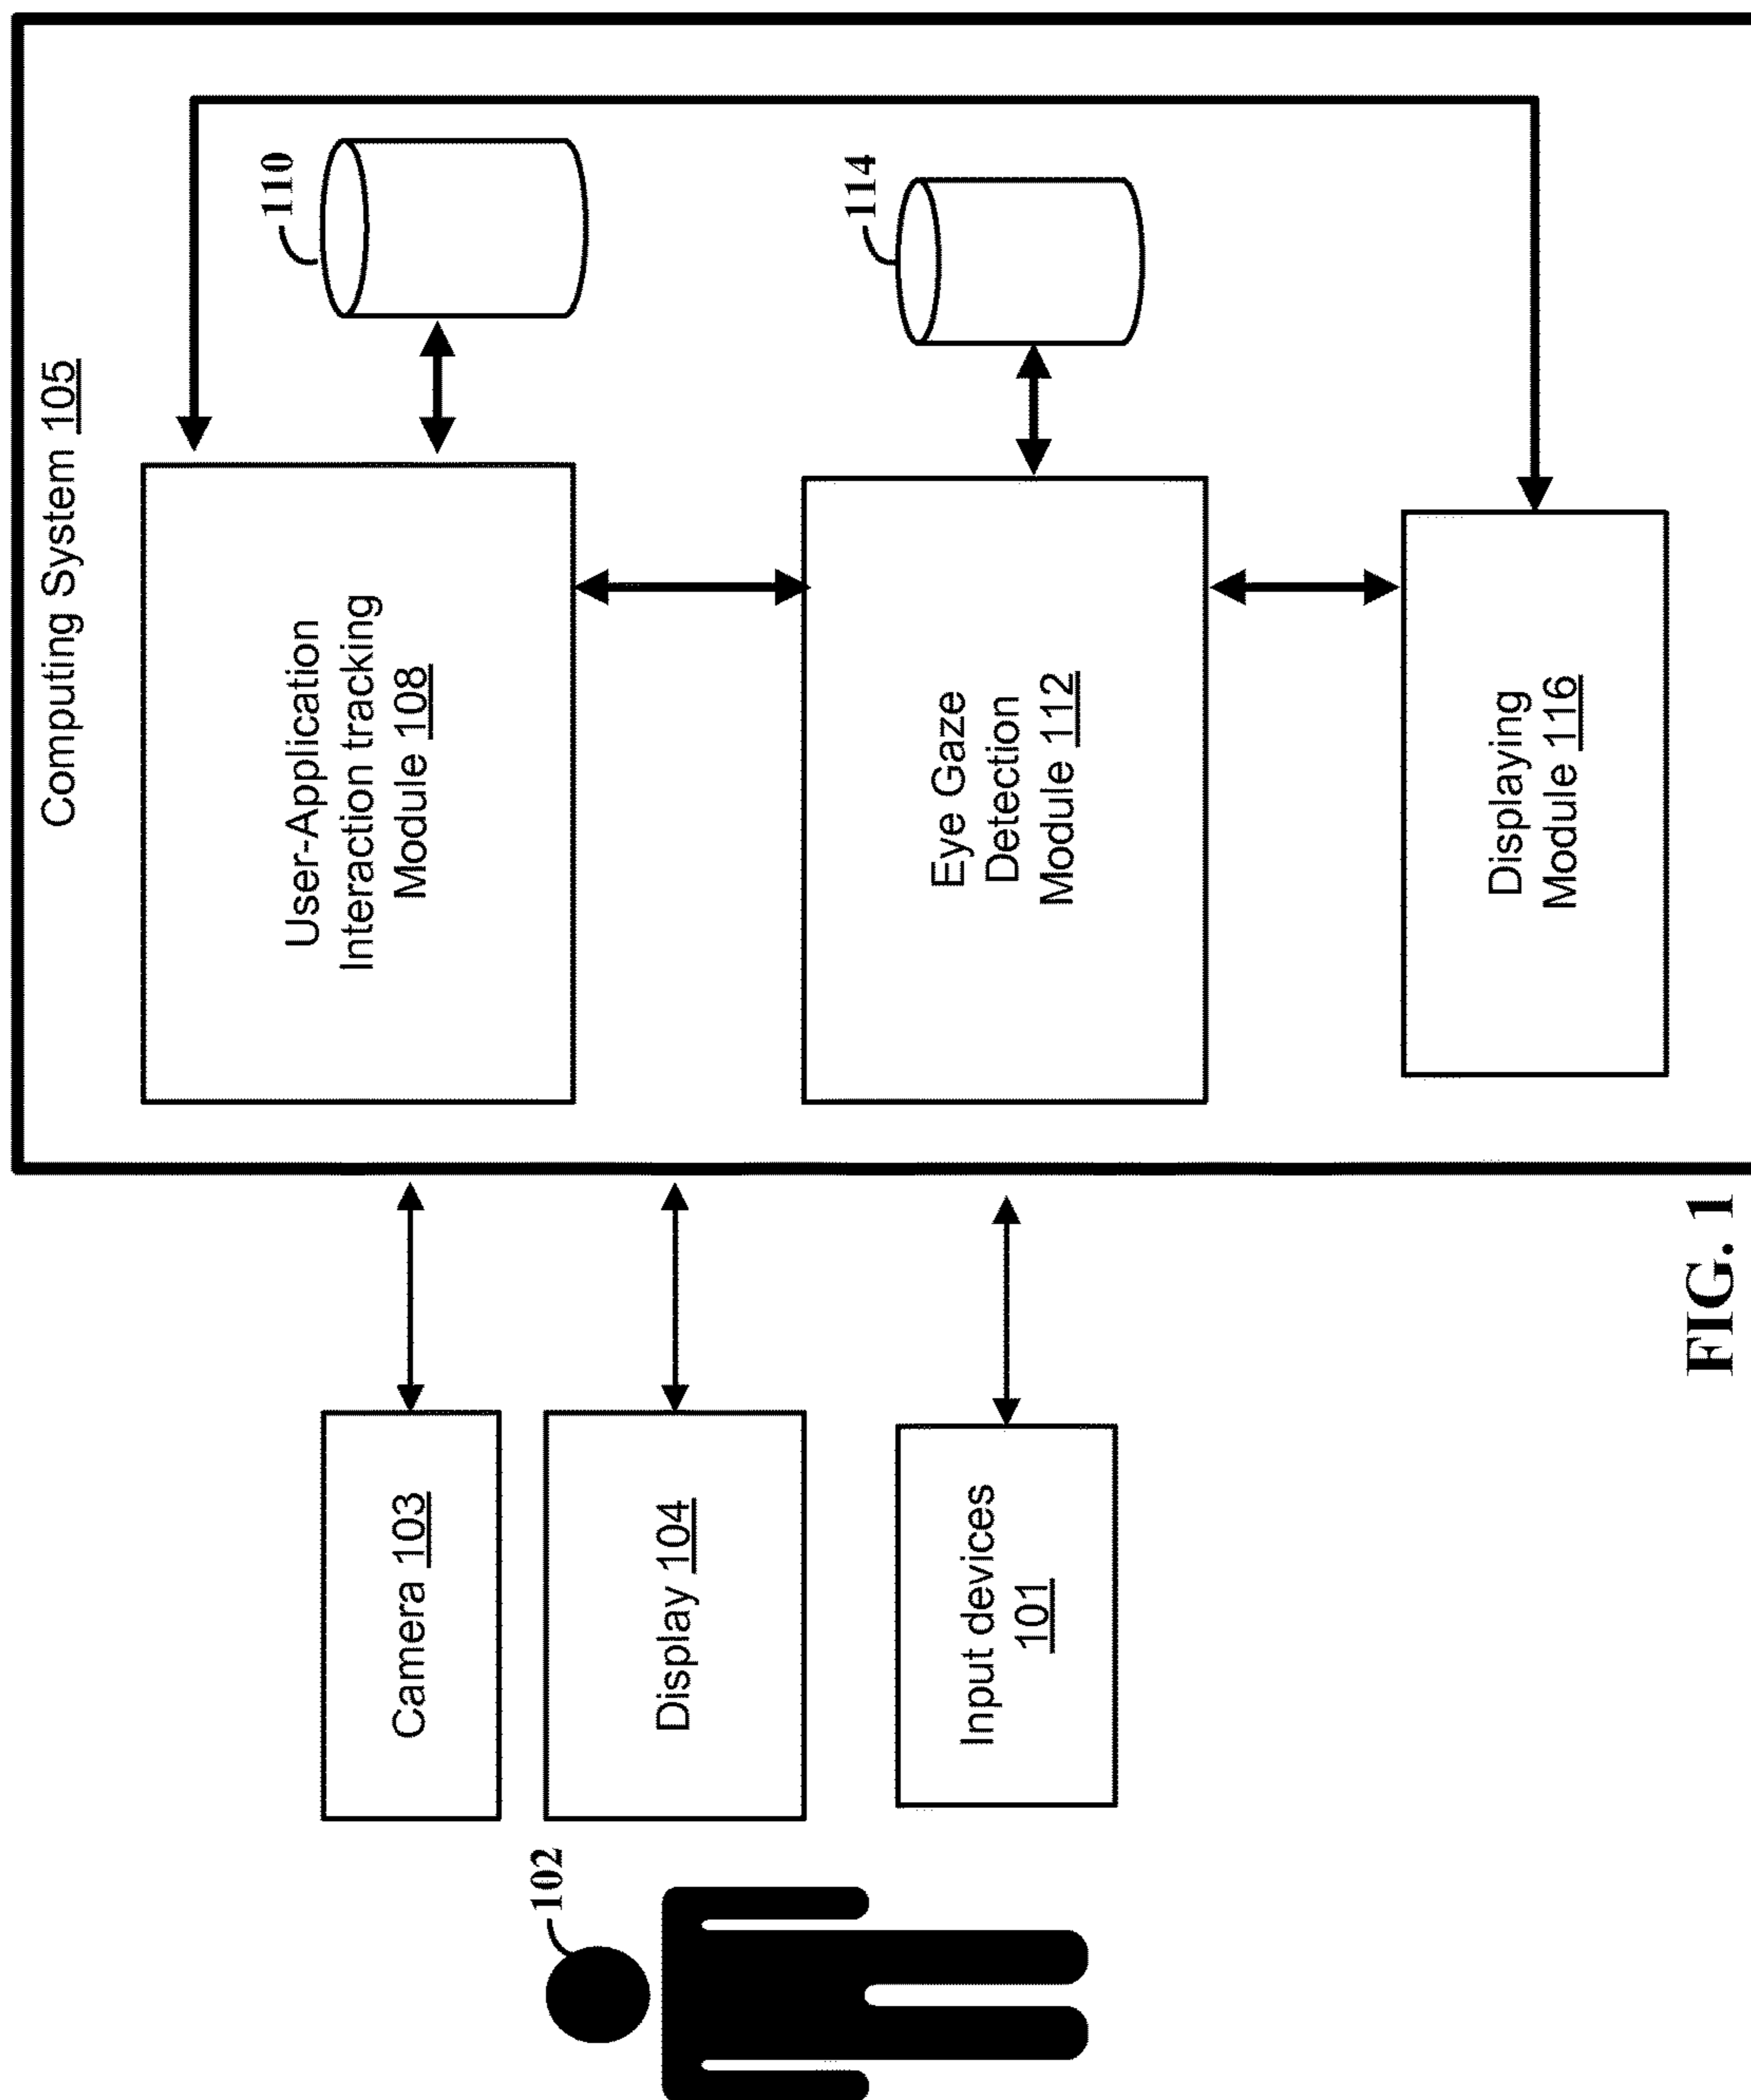 Computing System 105
User-Application
Interaction tracking
Module 108
110
Eye Gaze
Detection
Module 112
114
Displaying
Module 116
Camera 103
Display 104
Input devices
101
102
FIG. 1